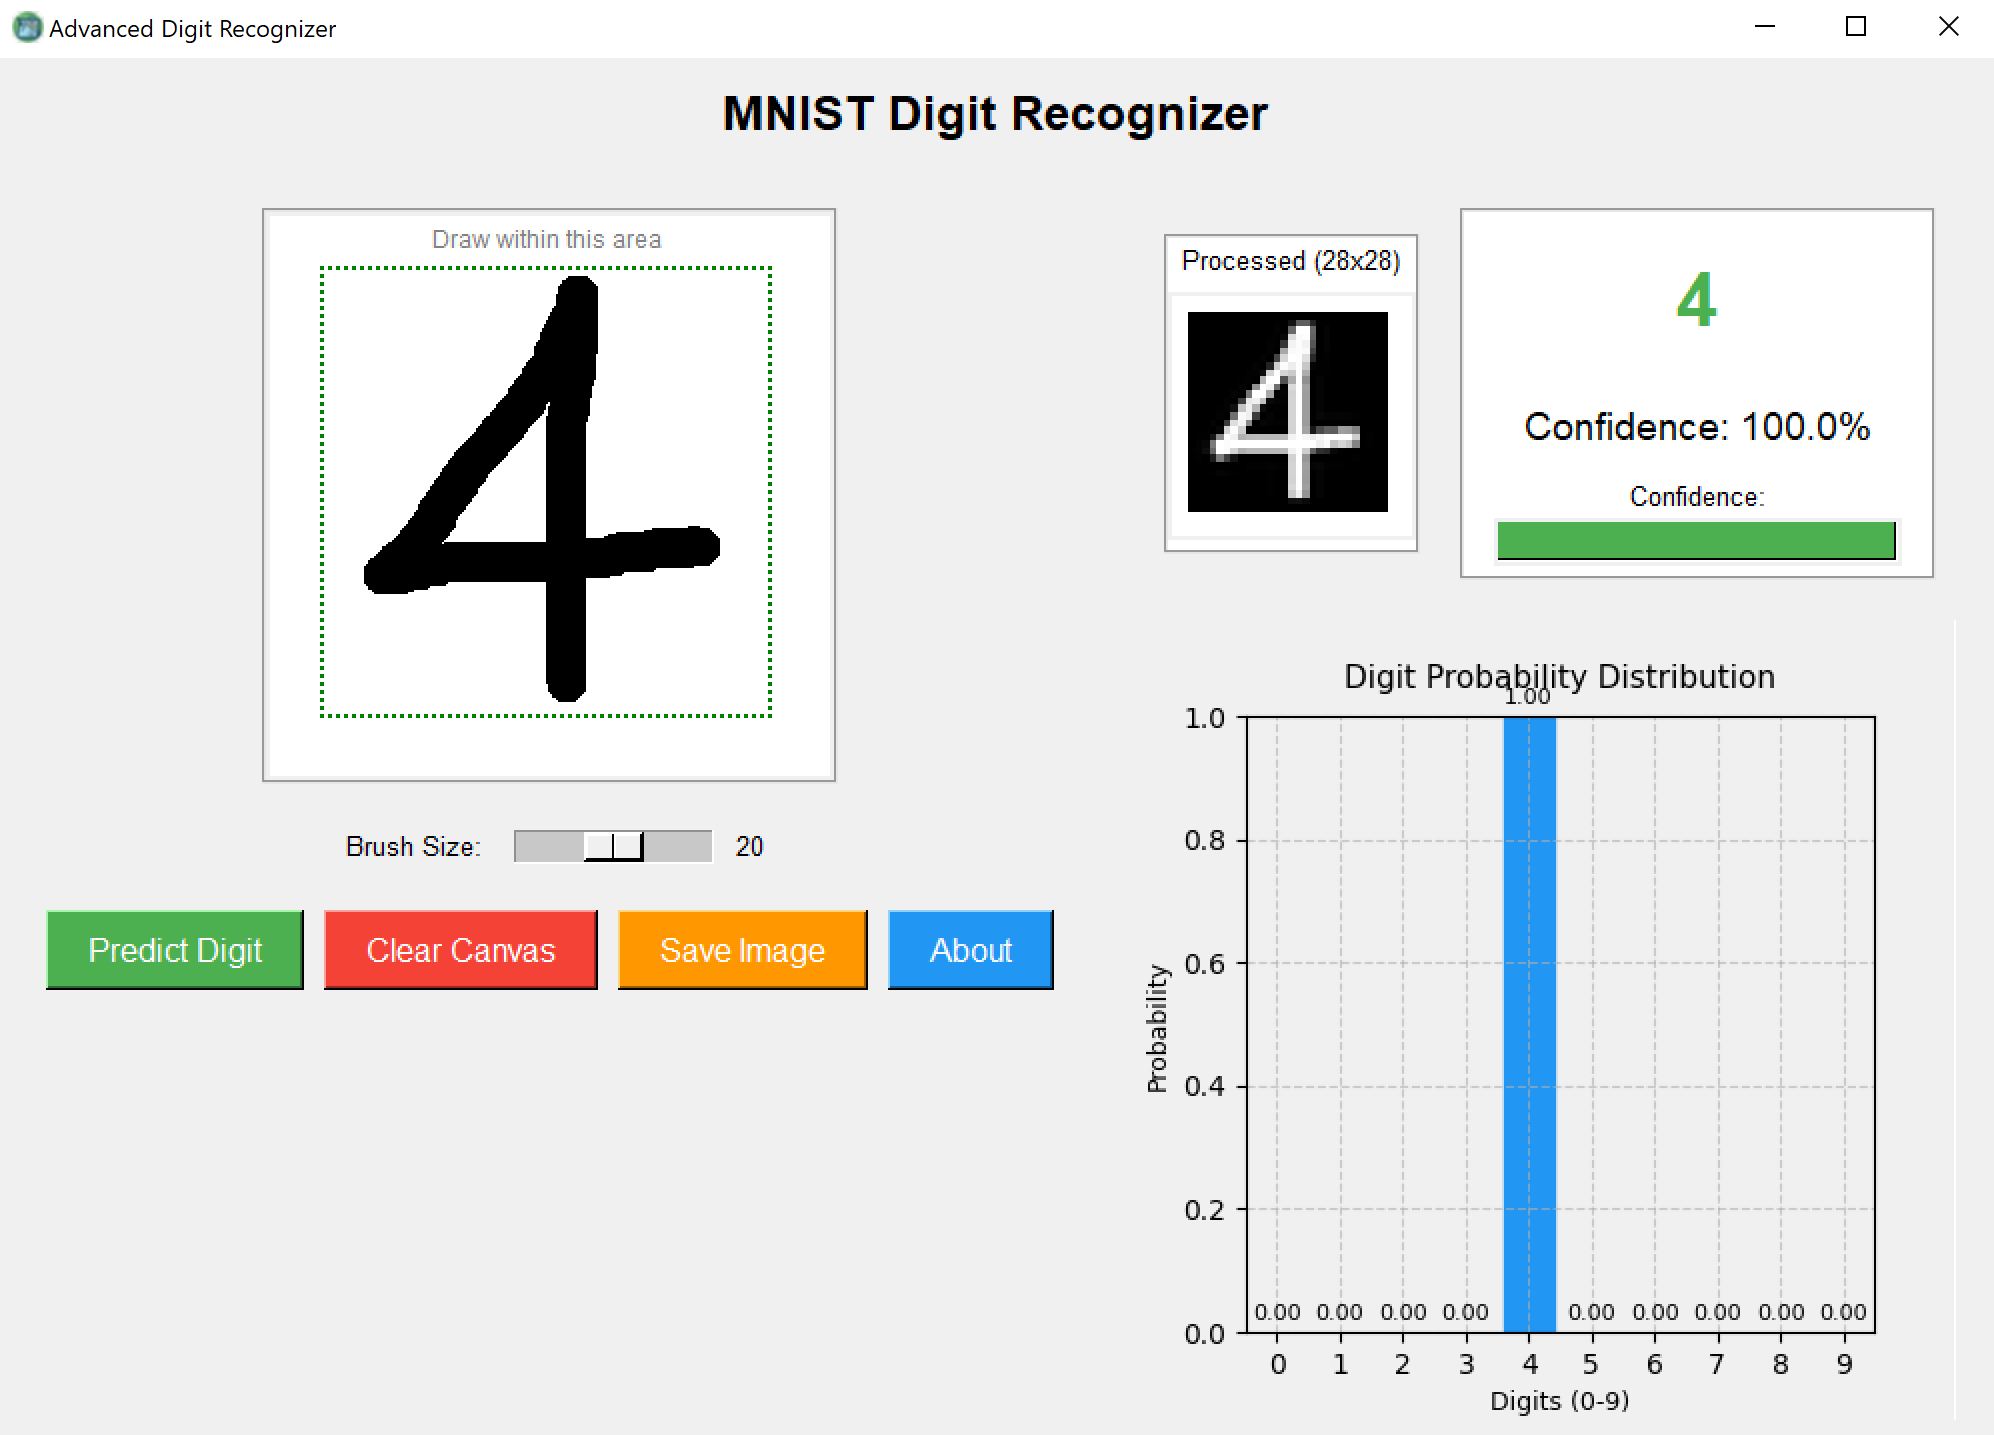 Advanced Digit Recognizer
MNIST Digit Recognizer
Draw within this area
4
Brush Size: 20
Predict Digit Clear Canvas Save Image About
Processed (28x28)
4
4
Confidence: 100.0%
Confidence:
Digit Probability Distribution
1.00
1.0
0.8
0.6
0.4
0.2
0.0
Probability
0.00 0.00 0.00 0.00 0.00 0.00 0.00 0.00 0.00
0 1 2 3 4 5 6 7 8 9
Digits (0-9)